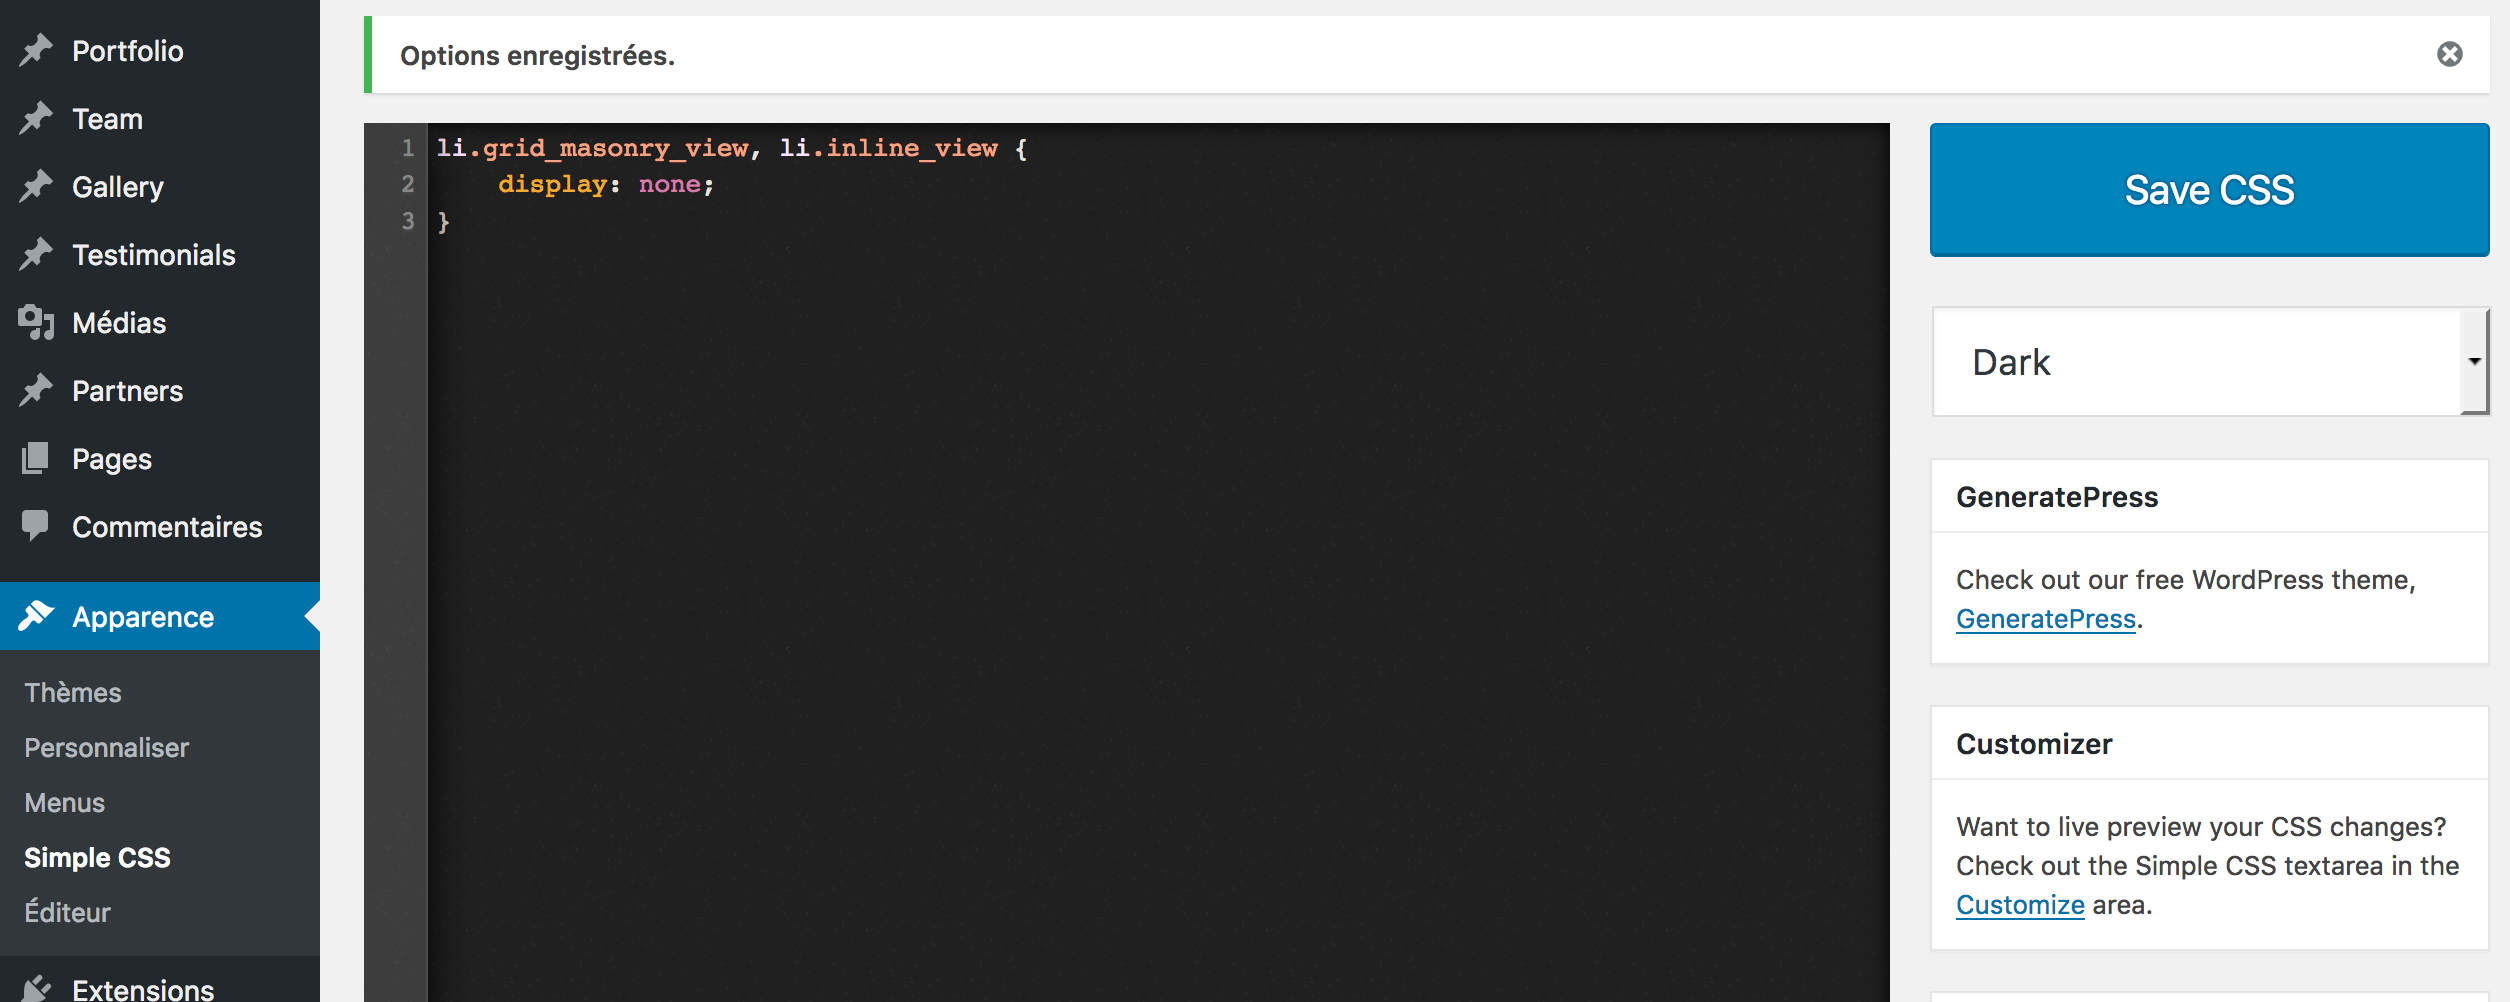 Portfolio
Team
Gallery
Testimonials
Médias
Partners
Pages
Commentaires
Apparence
Thèmes
Personnaliser
Menus
Simple CSS
Éditeur
Extensions
Options enregistrées.
1 li.grid_masonry_view, li.inline_view {
2 display: none;
3 }
Save CSS
Dark
GeneratePress
Check out our free WordPress theme,
GeneratePress.
Customizer
Want to live preview your CSS changes?
Check out the Simple CSS textarea in the
Customize area.